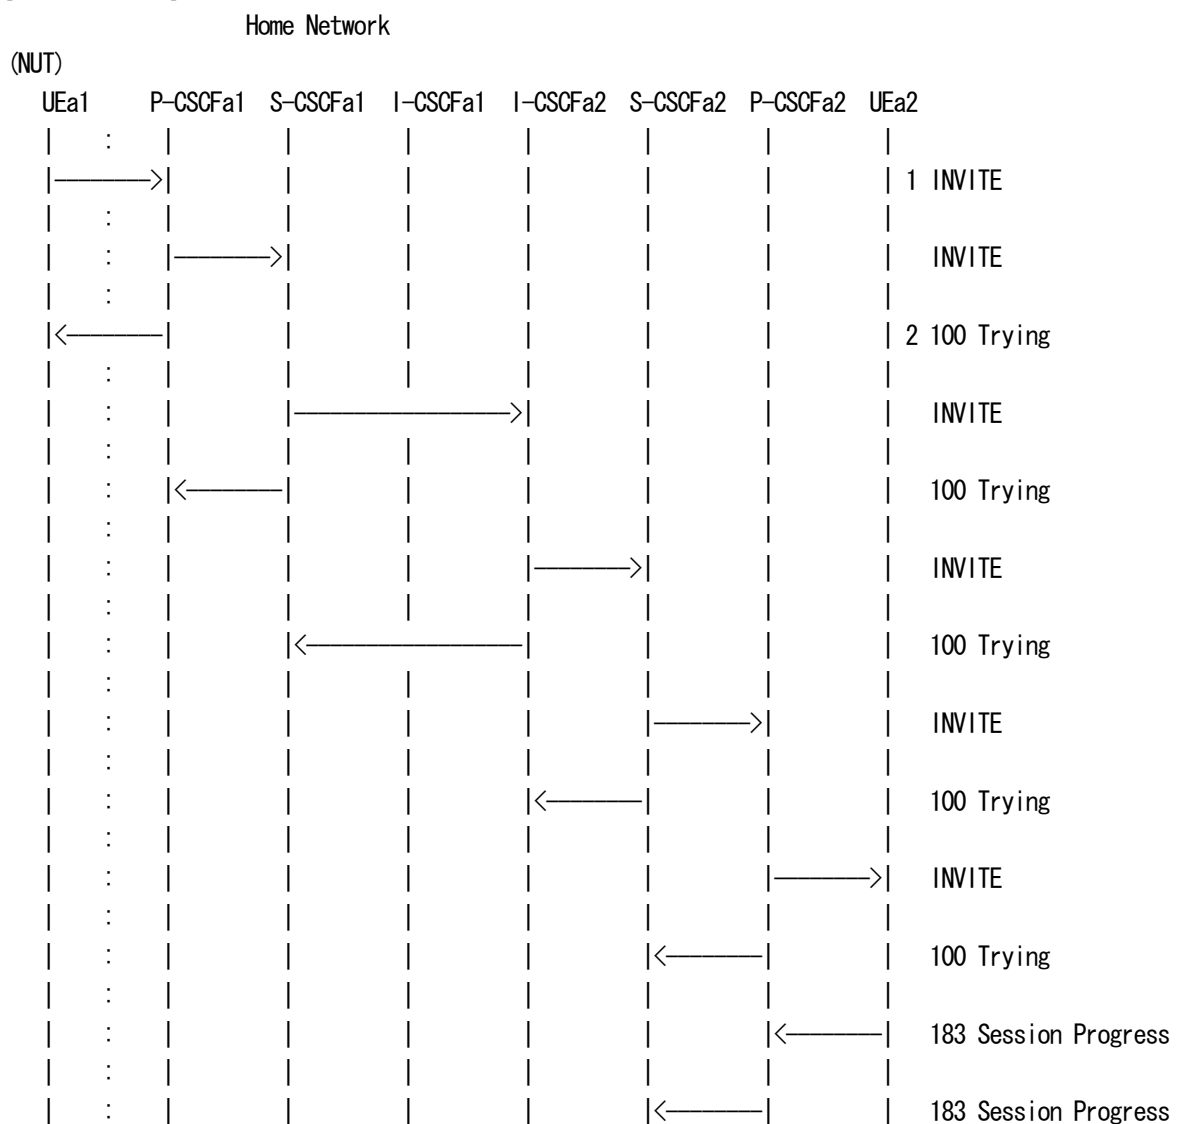 Home Network
(NUT)
UEa1 P-CSCFa1 S-CSCFa1 I-CSCFa1 I-CSCFa2 S-CSCFa2 P-CSCFa2 UEa2
1 INVITE
INVITE
2 100 Trying
INVITE
100 Trying
INVITE
100 Trying
INVITE
100 Trying
INVITE
100 Trying
183 Session Progress
183 Session Progress